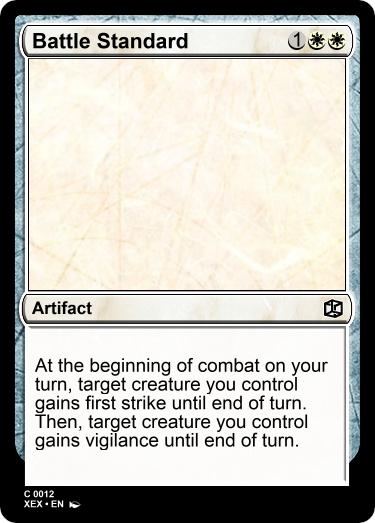 Battle Standard 1
Artifact
At the beginning of combat on your
turn, target creature you control
gains first strike until end of turn.
Then, target creature you control
gains vigilance until end of turn.
C 0012
XEX • EN